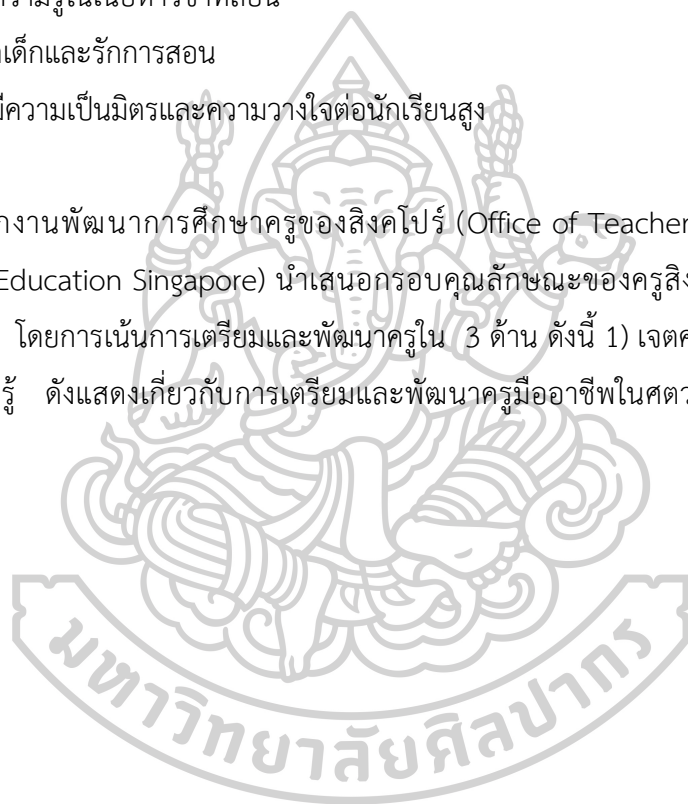 ความรู้ในเนื้อหาวิชาที่สอน
เด็กและรักการสอน
มีความเป็นมิตรและความวางใจต่อนักเรียนสูง
งานพัฒนาการศึกษาครูของสิงคโปร์ (Office of Teacher
Education Singapore) นำเสนอกรอบคุณลักษณะของครูสิง
โดยการเน้นการเตรียมและพัฒนาครูใน 3 ด้าน ดังนี้ 1) เจตค
รู้ ดังแสดงเกี่ยวกับการเตรียมและพัฒนาครูมืออาชีพในศตว
มหาวิทยาลัยศิลปากร